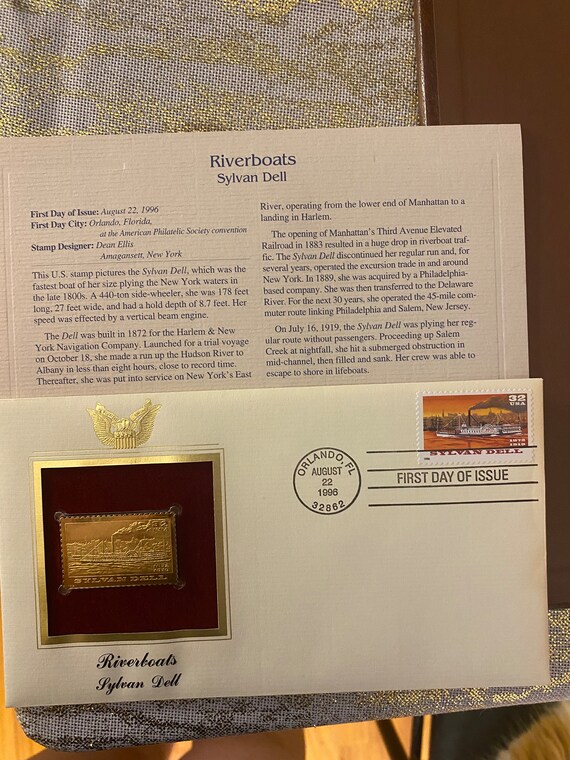 Riverboats
Sylvan Dell
First Day of Issue: August 22, 1996
First Day City: Orlando, Florida,
at the American Philatelic Society convention
Stamp Designer: Dean Ellis
Amagansett, New York
This U.S. stamp pictures the Sylvan Dell, which was the
fastest boat of her size plying the New York waters in
the late 1800s. A 440-ton side-wheeler, she was 178 feet
long, 27 feet wide, and had a hold depth of 8.7 feet. Her
speed was effected by a vertical beam engine.
The Dell was built in 1872 for the Harlem & New
York Navigation Company. Launched for a trial voyage
on October 18, she made a run up the Hudson River to
Albany in less than eight hours, close to record time.
Thereafter, she was put into service on New York's East
River, operating from the lower end of Manhattan to a
landing in Harlem.
The opening of Manhattan's Third Avenue Elevated
Railroad in 1883 resulted in a huge drop in riverboat traf-
fic. The Sylvan Dell discontinued her regular run and, for
several years, operated the excursion trade in and around
New York. In 1889, she was acquired by a Philadelphia-
based company. She was then transferred to the Delaware
River. For the next 30 years, she operated the 45-mile com-
muter route linking Philadelphia and Salem, New Jersey.
On July 16, 1919, the Sylvan Dell was plying her reg-
ular route without passengers. Proceeding up Salem
Creek at nightfall, she hit a submerged obstruction in
mid-channel, then filled and sank. Her crew was able to
escape to shore in lifeboats.
32
USA
1872
1919
SYLVAN DELL
ORLANDO, FL
AUGUST
22
1996
32862
FIRST DAY OF ISSUE
32
SYLVAN DELL
Riverboats
Sylvan Dell